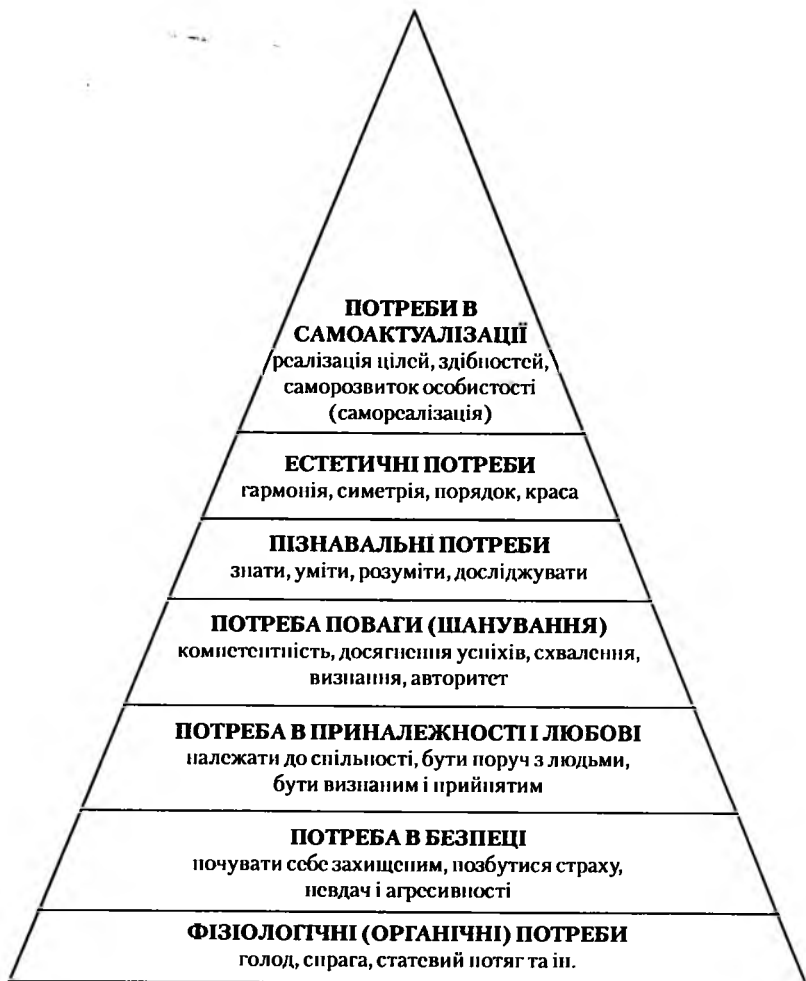 ПОТРЕБИ В
САМОАКТУАЛІЗАЦІЇ
реалізація цілей, здібностей,
саморозвиток особистості
(самореалізація)
ЕСТЕТИЧНІ ПОТРЕБИ
гармонія, симетрія, порядок, краса
ПІЗНАВАЛЬНІ ПОТРЕБИ
знати, уміти, розуміти, досліджувати
ПОТРЕБА ПОВАГИ (ШАНУВАННЯ)
компетентність, досягнення успіхів, схвалення,
визнання, авторитет
ПОТРЕБА В ПРИНАЛЕЖНОСТІ І ЛЮБОВІ
належати до спільності, бути поруч з людьми,
бути визнаним і прийнятим
ПОТРЕБА В БЕЗПЕЦІ
почувати себе захищеним, позбутися страху,
невдач і агресивності
ФІЗІОЛОГІЧНІ (ОРГАНІЧНІ) ПОТРЕБИ
голод, спрага, статевий потяг та ін.